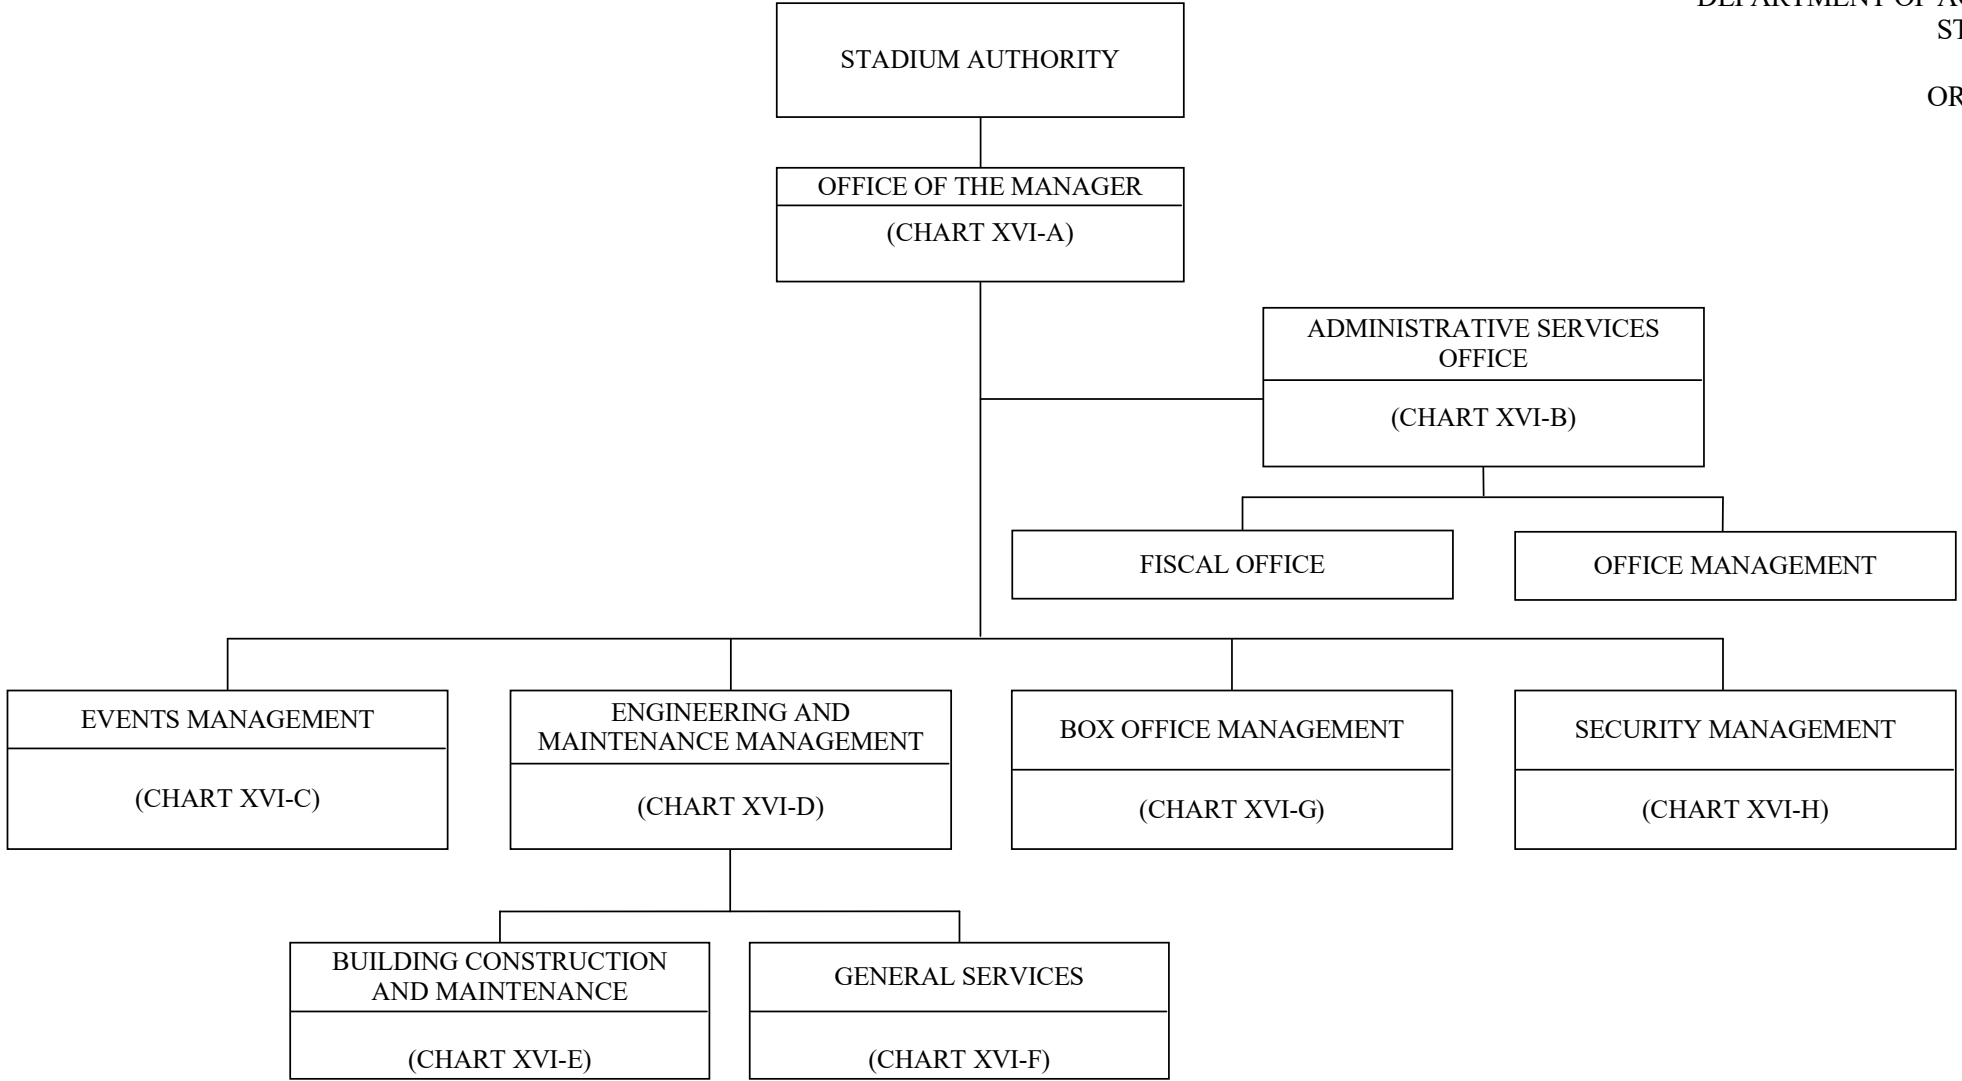 DEPARTMENT OF
STADIUM AUTHORITY
OFFICE OF THE MANAGER
(CHART XVI-A)
ADMINISTRATIVE SERVICES
OFFICE
(CHART XVI-B)
FISCAL OFFICE
OFFICE MANAGEMENT
EVENTS MANAGEMENT
(CHART XVI-C)
ENGINEERING AND
MAINTENANCE MANAGEMENT
(CHART XVI-D)
BOX OFFICE MANAGEMENT
(CHART XVI-G)
SECURITY MANAGEMENT
(CHART XVI-H)
BUILDING CONSTRUCTION
AND MAINTENANCE
(CHART XVI-E)
GENERAL SERVICES
(CHART XVI-F)